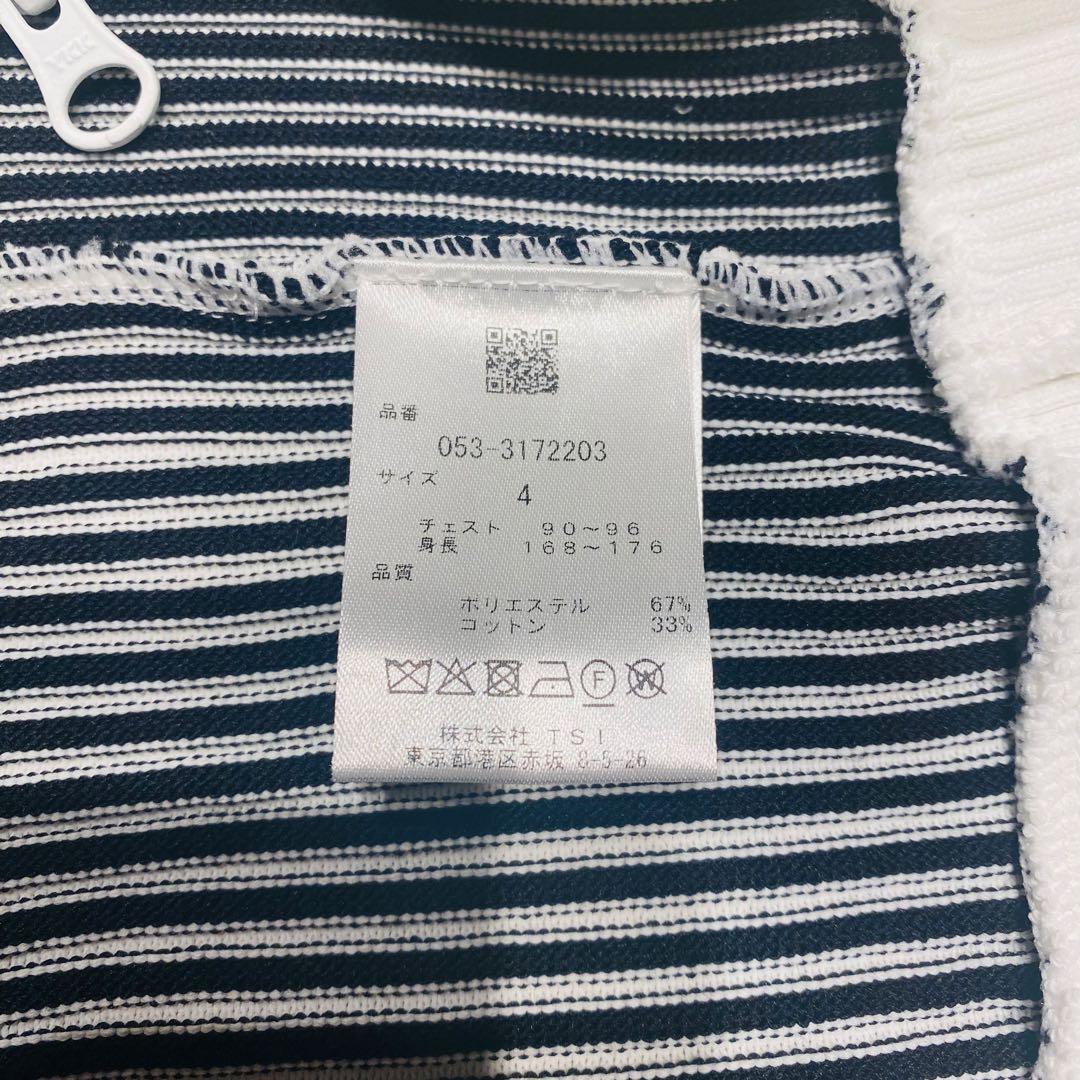 YKK
品番
053-3172203
サイズ
4
チェスト 90～96
身長 168～176
品質
ポリエステル 67%
コットン 33%
F W
株式会社 TSI
東京都港区赤坂 8-5-26